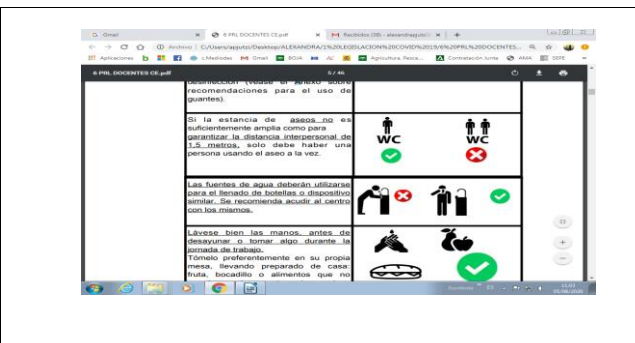 Gmail
6 PRL DOCENTES CE.pdf
Archivo | C:/Users/apjutzi/Desktop/ALEXANDRA/1%20LEGISLACION%20COVID%2019/6%20PRL%20DOCENTES...
Aplicaciones
Gmail
BOJA
Agricultura, Pesca...
Contratación Junta
SEPE
6 PRL DOCENTES CE.pdf
5 / 46
desinfección (véase el Anexo sobre
recomendaciones para el uso de
guantes).
Si la estancia de aseos no es
suficientemente amplia como para
garantizar la distancia interpersonal de
1,5 metros, solo debe haber una
persona usando el aseo a la vez.
WC
WC
Las fuentes de agua deberán utilizarse
para el llenado de botellas o dispositivo
similar. Se recomienda acudir al centro
con los mismos.
Lávese bien las manos, antes de
desayunar o tomar algo durante la
jornada de trabajo.
Tómelo preferentemente en su propia
mesa, llevando preparado de casa:
fruta, bocadillo o alimentos que no